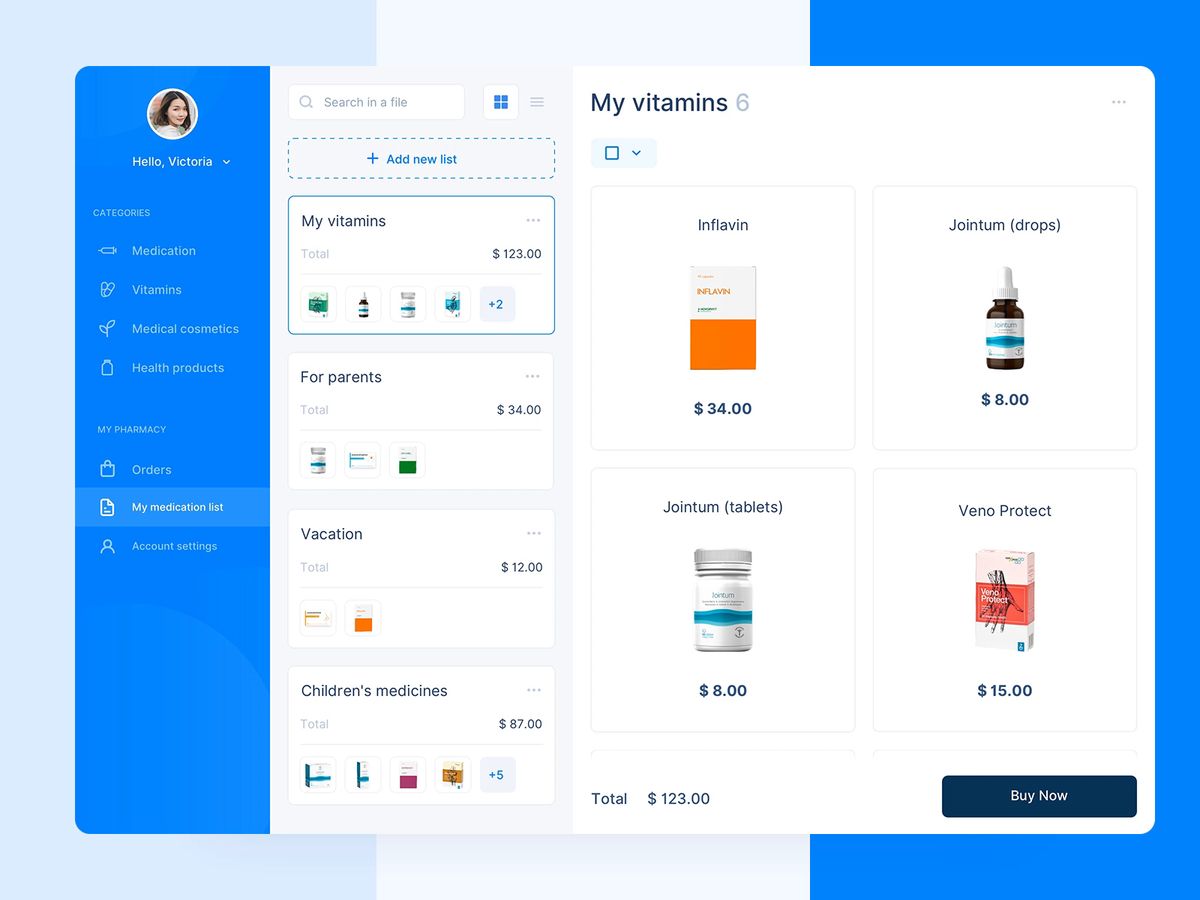 Hello, Victoria
CATEGORIES
Medication
Vitamins
Medical cosmetics
Health products
MY PHARMACY
Orders
My medication list
Account settings
Search in a file
+ Add new list
My vitamins
Total $ 123.00
+2
For parents
Total $ 34.00
Vacation
Total $ 12.00
Children's medicines
Total $ 87.00
+5
My vitamins 6
Inflavin
INFLAVIN
$ 34.00
Jointum (drops)
Jointum
$ 8.00
Jointum (tablets)
Jointum
$ 8.00
Veno Protect
Veno
Protect
$ 15.00
Total $ 123.00
Buy Now